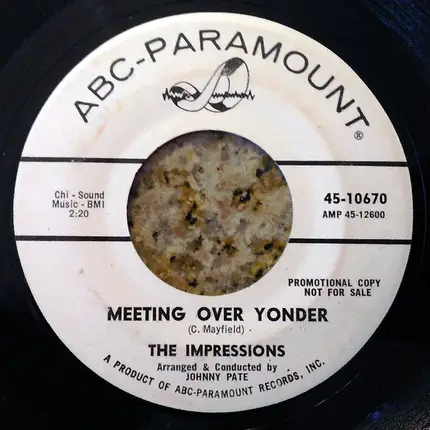 ABC-PARAMOUNT®
Chi - Sound
Music - BMI
2:20
45-10670
AMP 45-12600
PROMOTIONAL COPY
NOT FOR SALE
MEETING OVER YONDER
(C. Mayfield)
THE IMPRESSIONS
Arranged & Conducted by
JOHNNY PATE
A PRODUCT OF ABC-PARAMOUNT RECORDS, INC.